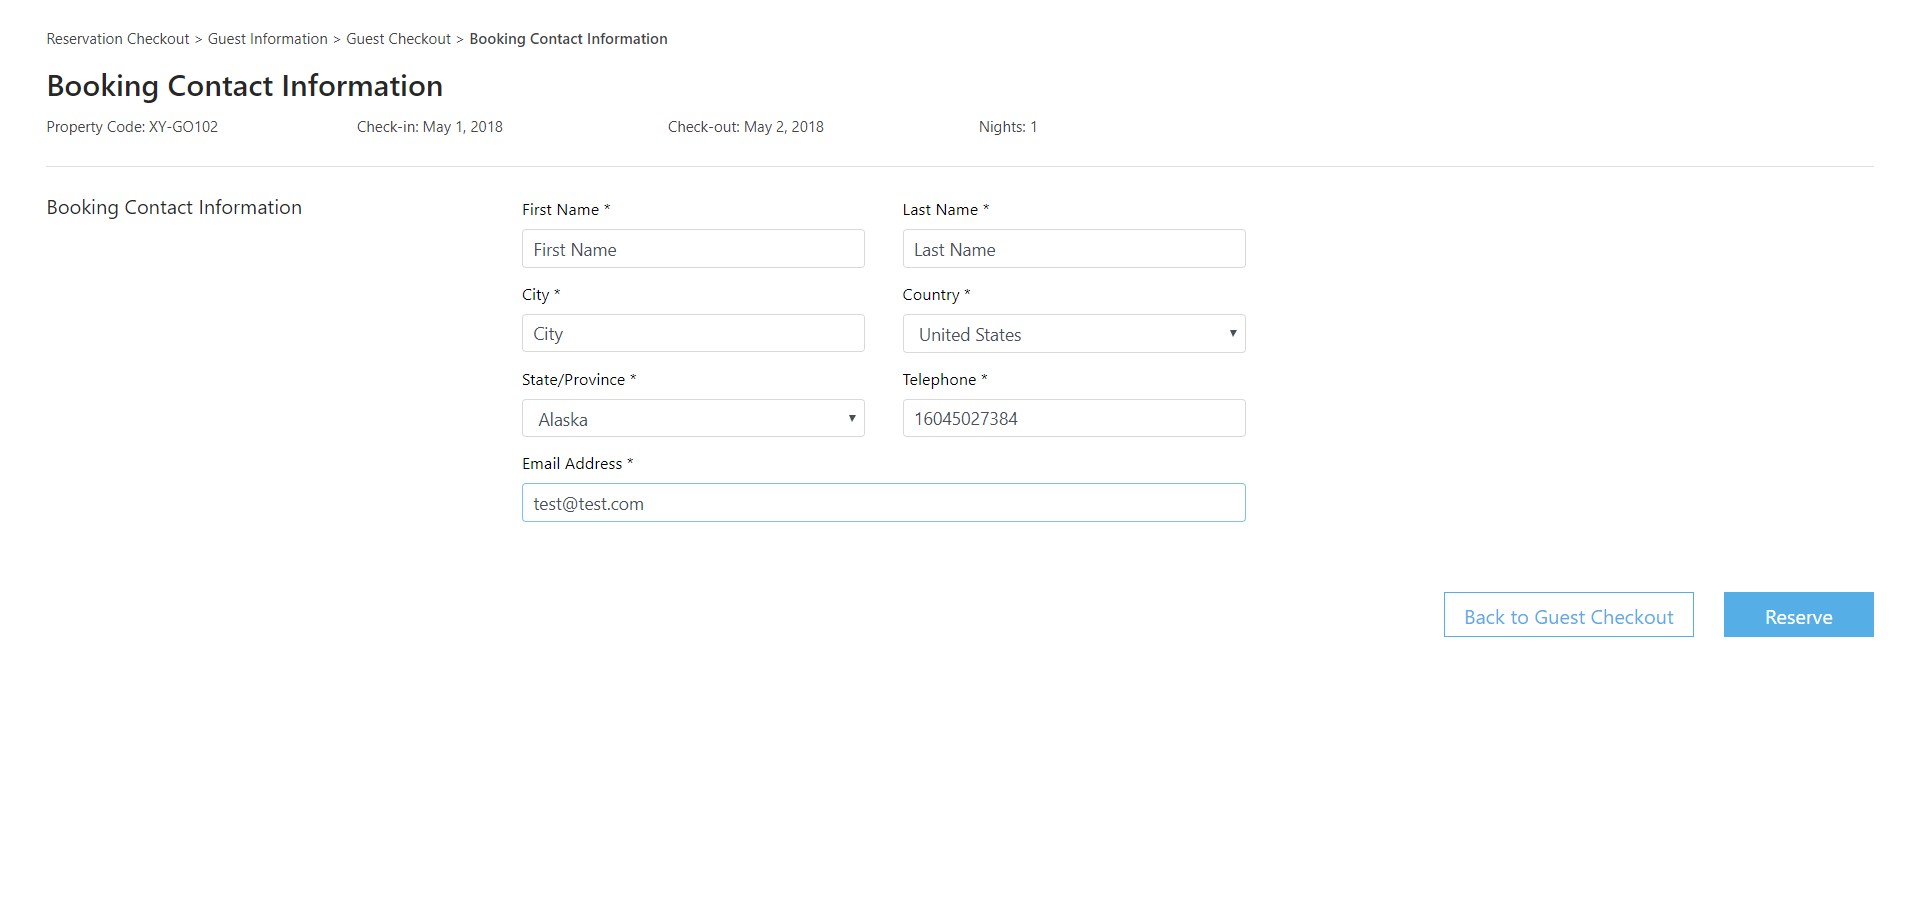 Reservation Checkout > Guest Information > Guest Checkout > Booking Contact Information
Booking Contact Information
Property Code: XY-GO102 Check-in: May 1, 2018 Check-out: May 2, 2018 Nights: 1
Booking Contact Information
First Name * Last Name *
First Name Last Name
City * Country *
City United States
State/Province * Telephone *
Alaska 16045027384
Email Address *
test@test.com
Back to Guest Checkout Reserve